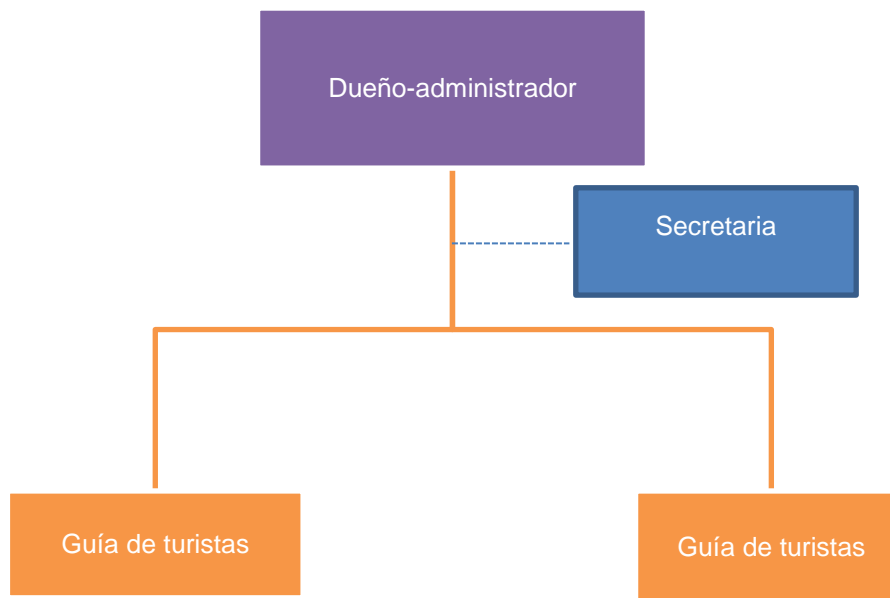 Dueño-administrador
Secretaria
Guía de turistas
Guía de turistas